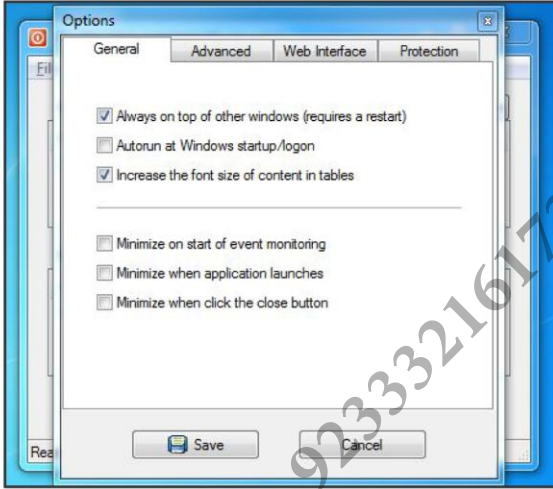 Options
General Advanced Web Interface Protection
Always on top of other windows (requires a restart)
Autorun at Windows startup/logon
Increase the font size of content in tables
Minimize on start of event monitoring
Minimize when application launches
Minimize when click the close button
Save Cancel